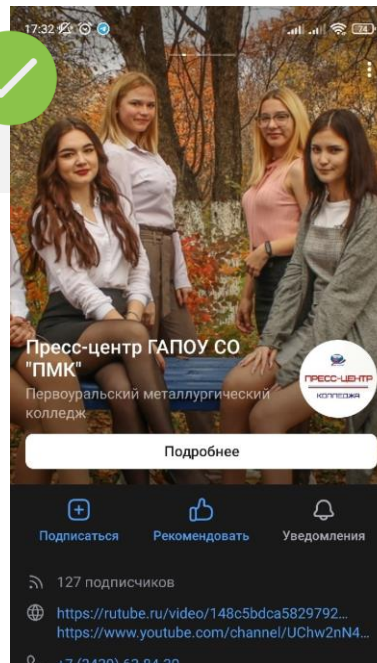 17:32
74
Пресс-центр ГАПОУ СО
"ПМК"
Первоуральский металлургический
колледж
ПРЕСС-ЦЕНТР
КОЛЛЕДЖА
Подробнее
Подписаться Рекомендовать Уведомления
127 подписчиков
https://rutube.ru/video/148c5bdca5829792...
https://www.youtube.com/channel/UChw2nN4...